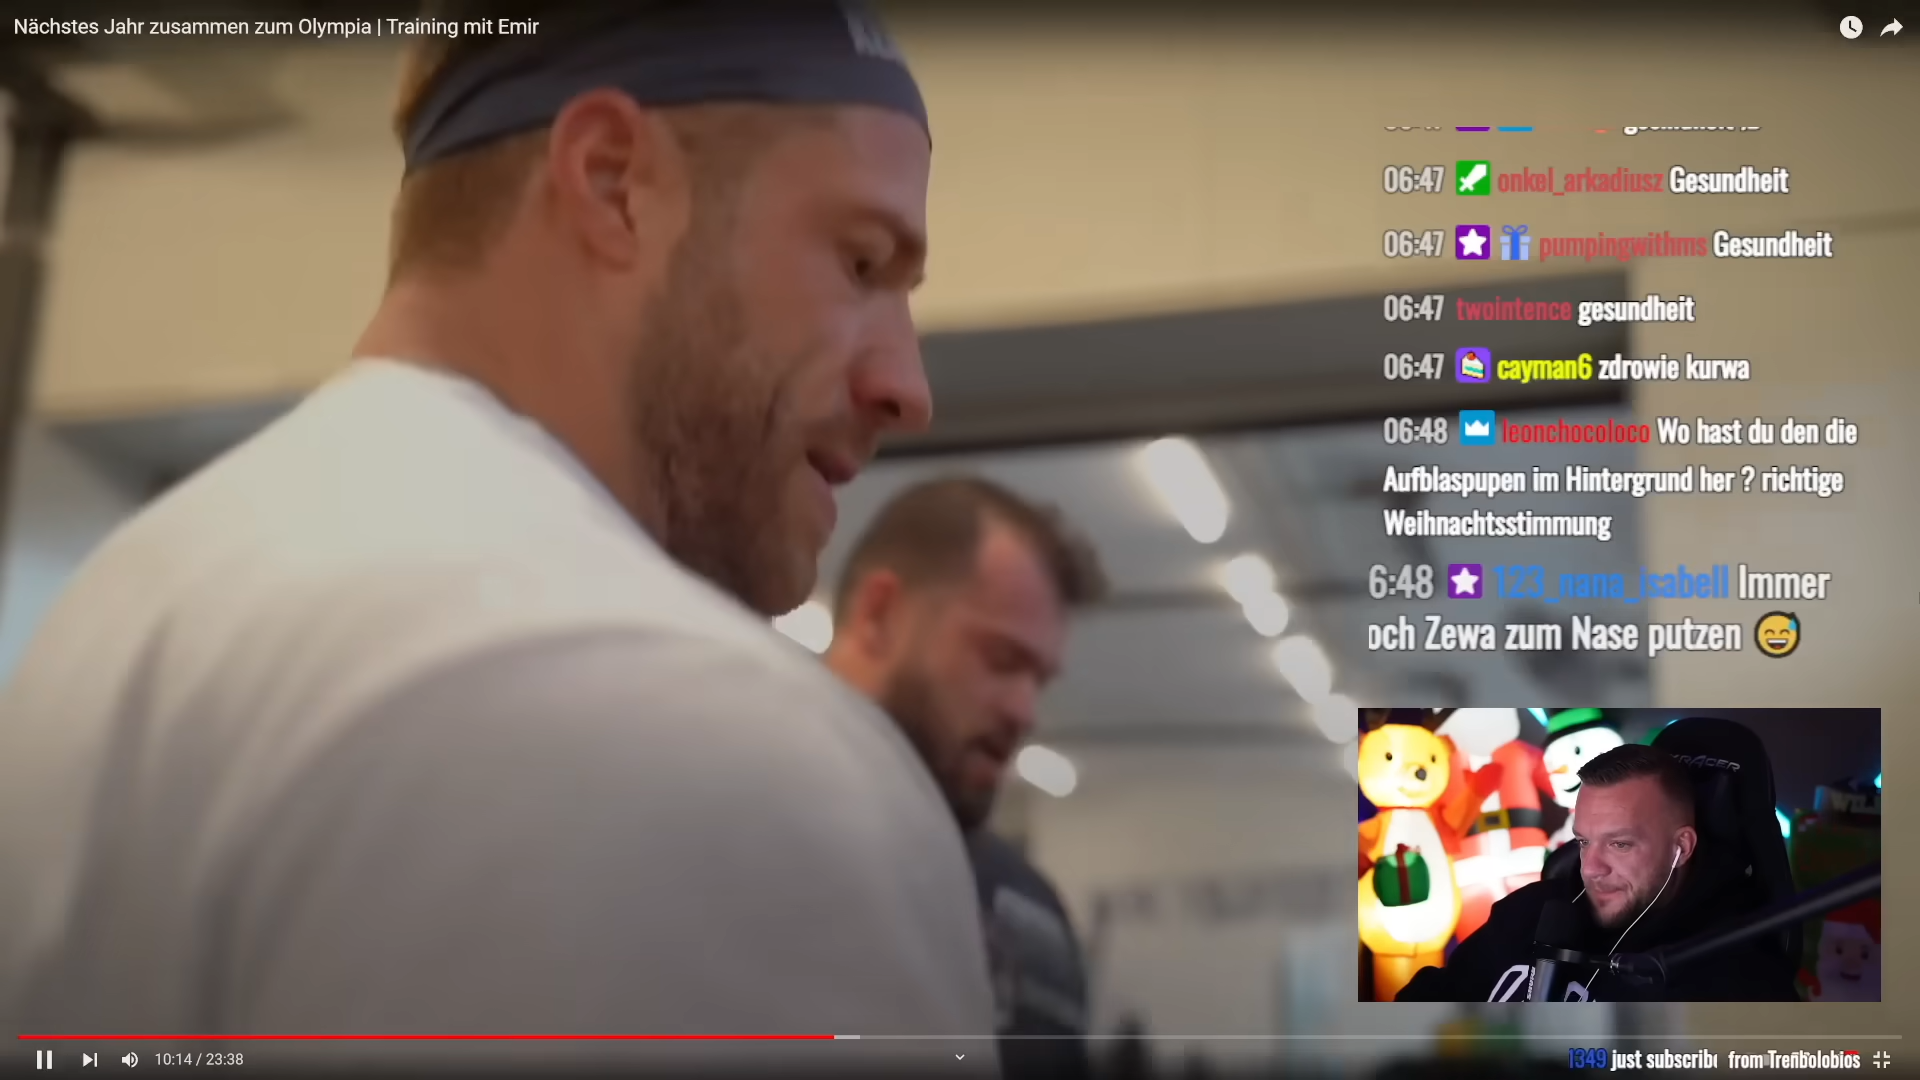 Nächstes Jahr zusammen zum Olympia | Training mit Emir
06:47 onkel_arkadiusz Gesundheit
06:47 pumpingwithms Gesundheit
06:47 twointence gesundheit
06:47 cayman6 zdrowie kurwa
06:48 leonchocoloco Wo hast du den die
Aufblaspupen im Hintergrund her ? richtige
Weihnachtsstimmung
6:48 123_nana_isabell Immer
och Zewa zum Nase putzen 😅
10:14 / 23:38
1349 just subscrib from Trenbolobios